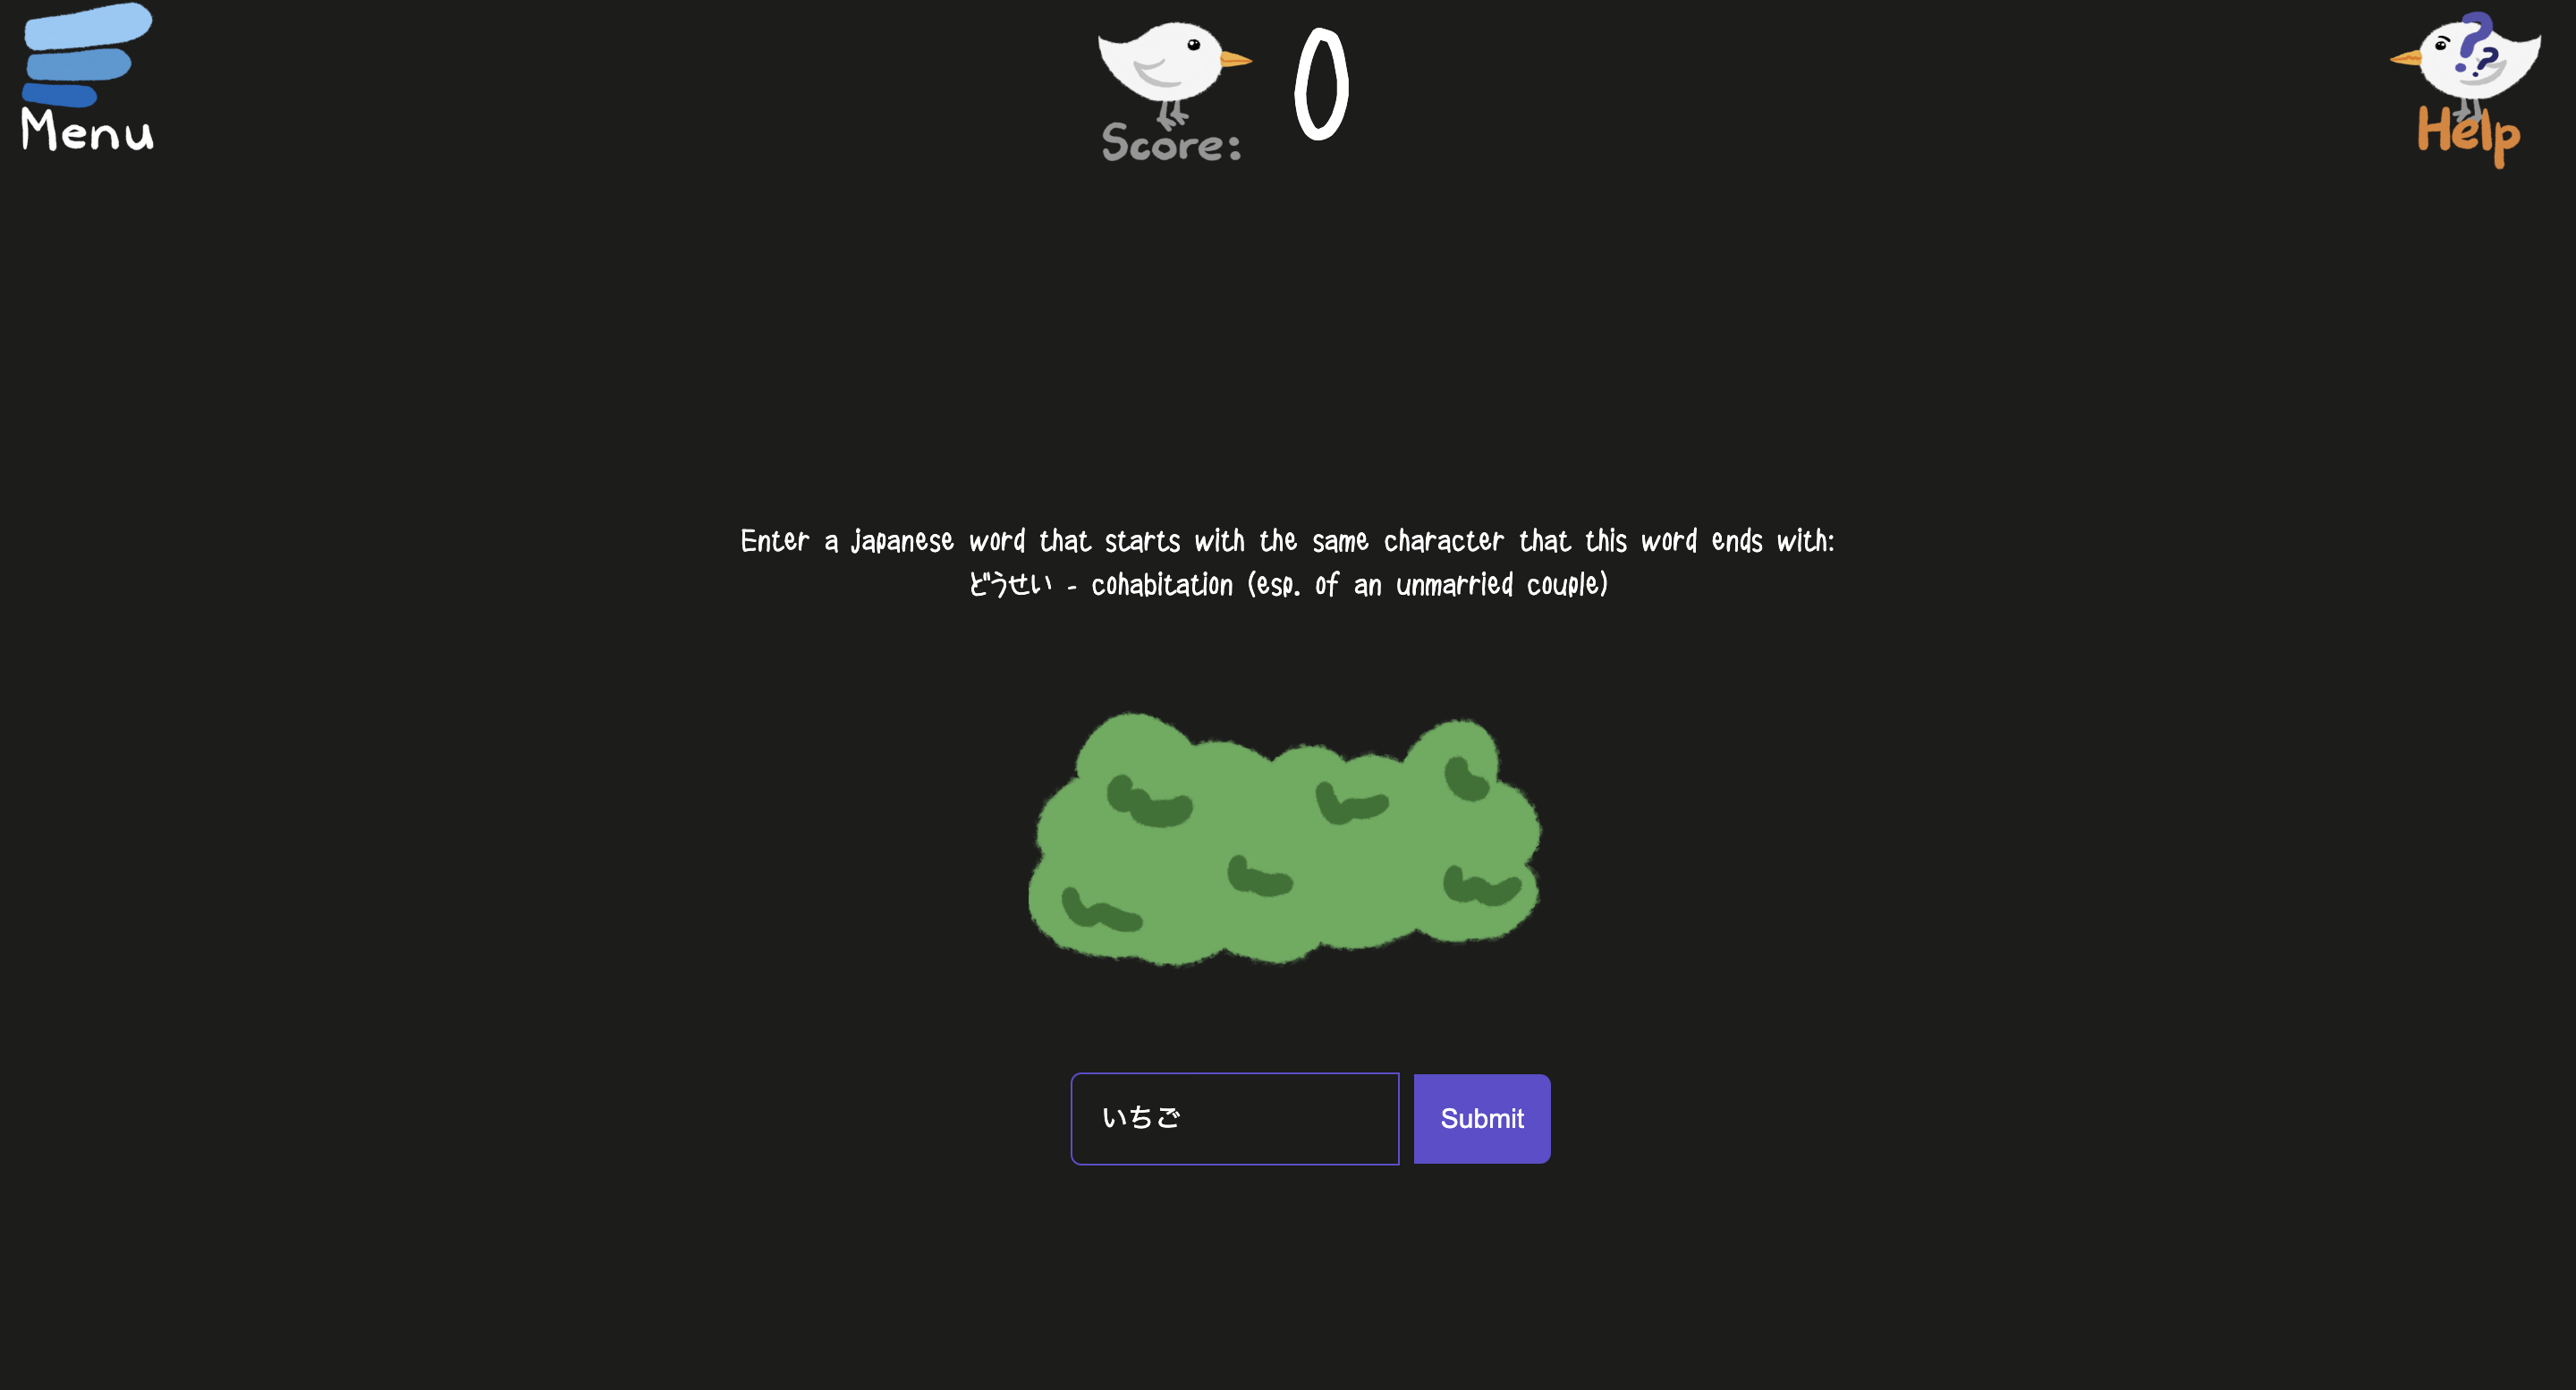 Menu
Score:
0
??
Help
Enter a japanese word that starts with the same character that this word ends with:
どうせい - cohabitation (esp. of an unmarried couple)
いちご
Submit